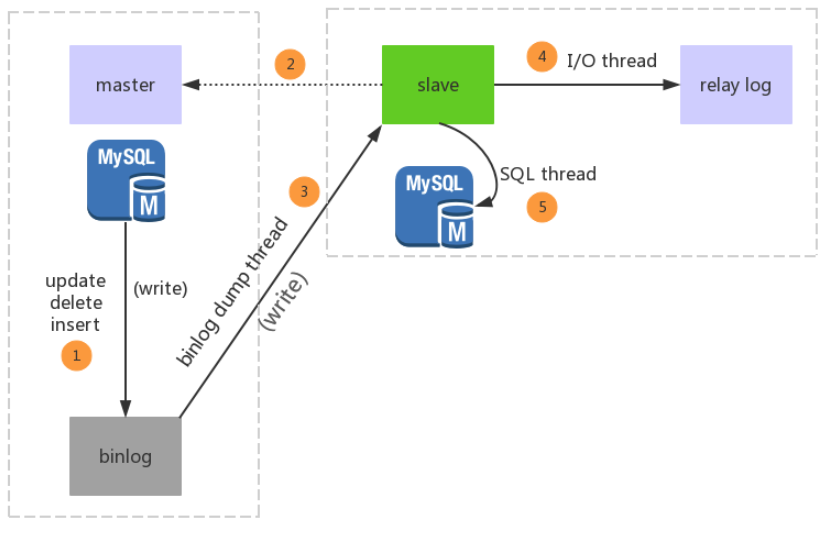 master
2
slave
4
I/O thread
relay log
MySQL
M
MySQL
M
SQL thread
5
3
binlog dump thread
(write)
update
delete
insert
(write)
1
binlog